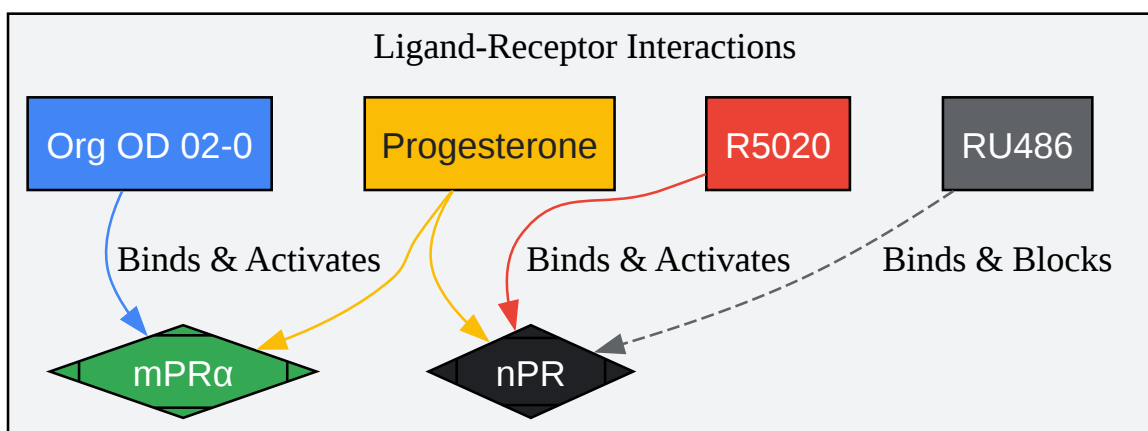 Ligand-Receptor Interactions
Org OD 02-0
Progesterone
R5020
RU486
Binds & Activates
Binds & Activates
Binds & Blocks
mPRα
nPR